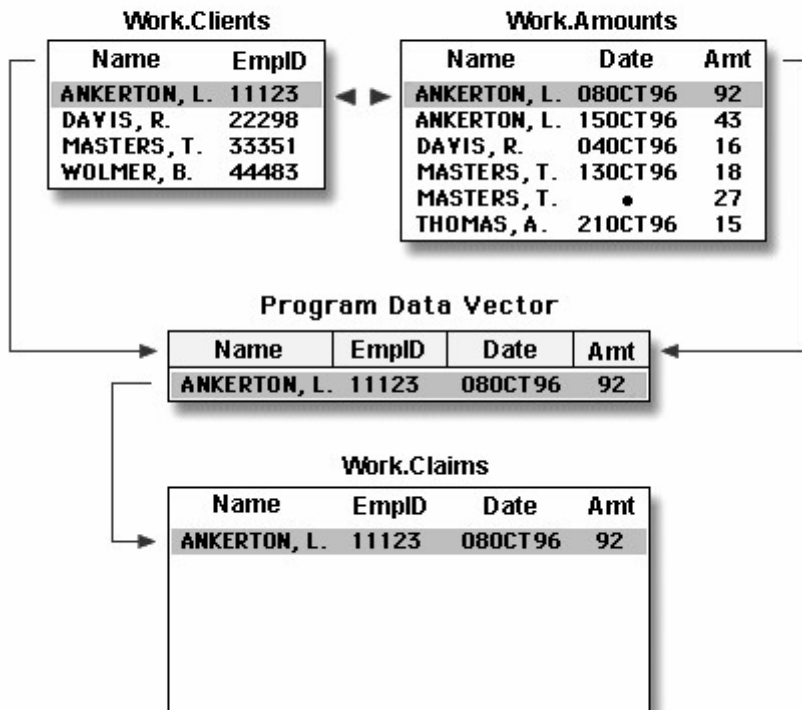 Work.Clients
Name EmpID
ANKERTON, L. 11123
DAVIS, R. 22298
MASTERS, T. 33351
WOLMER, B. 44483
Work.Amounts
Name Date Amt
ANKERTON, L. 08OCT96 92
ANKERTON, L. 15OCT96 43
DAVIS, R. 04OCT96 16
MASTERS, T. 13OCT96 18
MASTERS, T. • 27
THOMAS, A. 21OCT96 15
Program Data Vector
Name EmpID Date Amt
ANKERTON, L. 11123 08OCT96 92
Work.Claims
Name EmpID Date Amt
ANKERTON, L. 11123 08OCT96 92